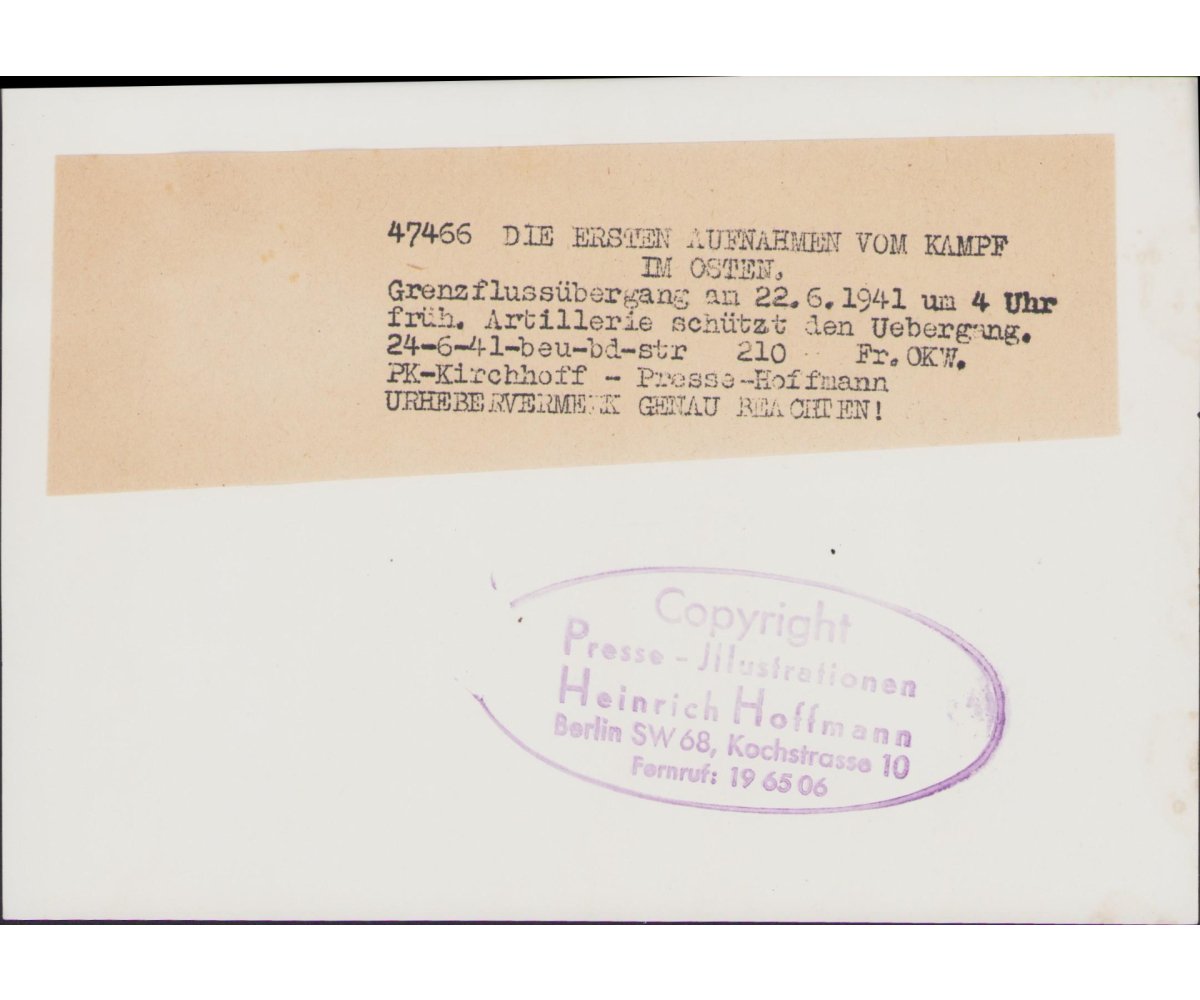 47466 DIE ERSTEN AUFNAHMEN VOM KAMPF
IM OSTEN.
Grenzflussübergang am 22.6.1941 um 4 Uhr
früh. Artillerie schützt den Uebergang.
24-6-41-beu-bd-str 210 Fr.OKW.
PK-Kirchhoff - Presse-Hoffmann
URHEBERVERMERK GENAU BEACHTEN!
Copyright
Presse-Jllustrationen
Heinrich Hoffmann
Berlin SW 68, Kochstrasse 10
Fernruf: 19 65 06